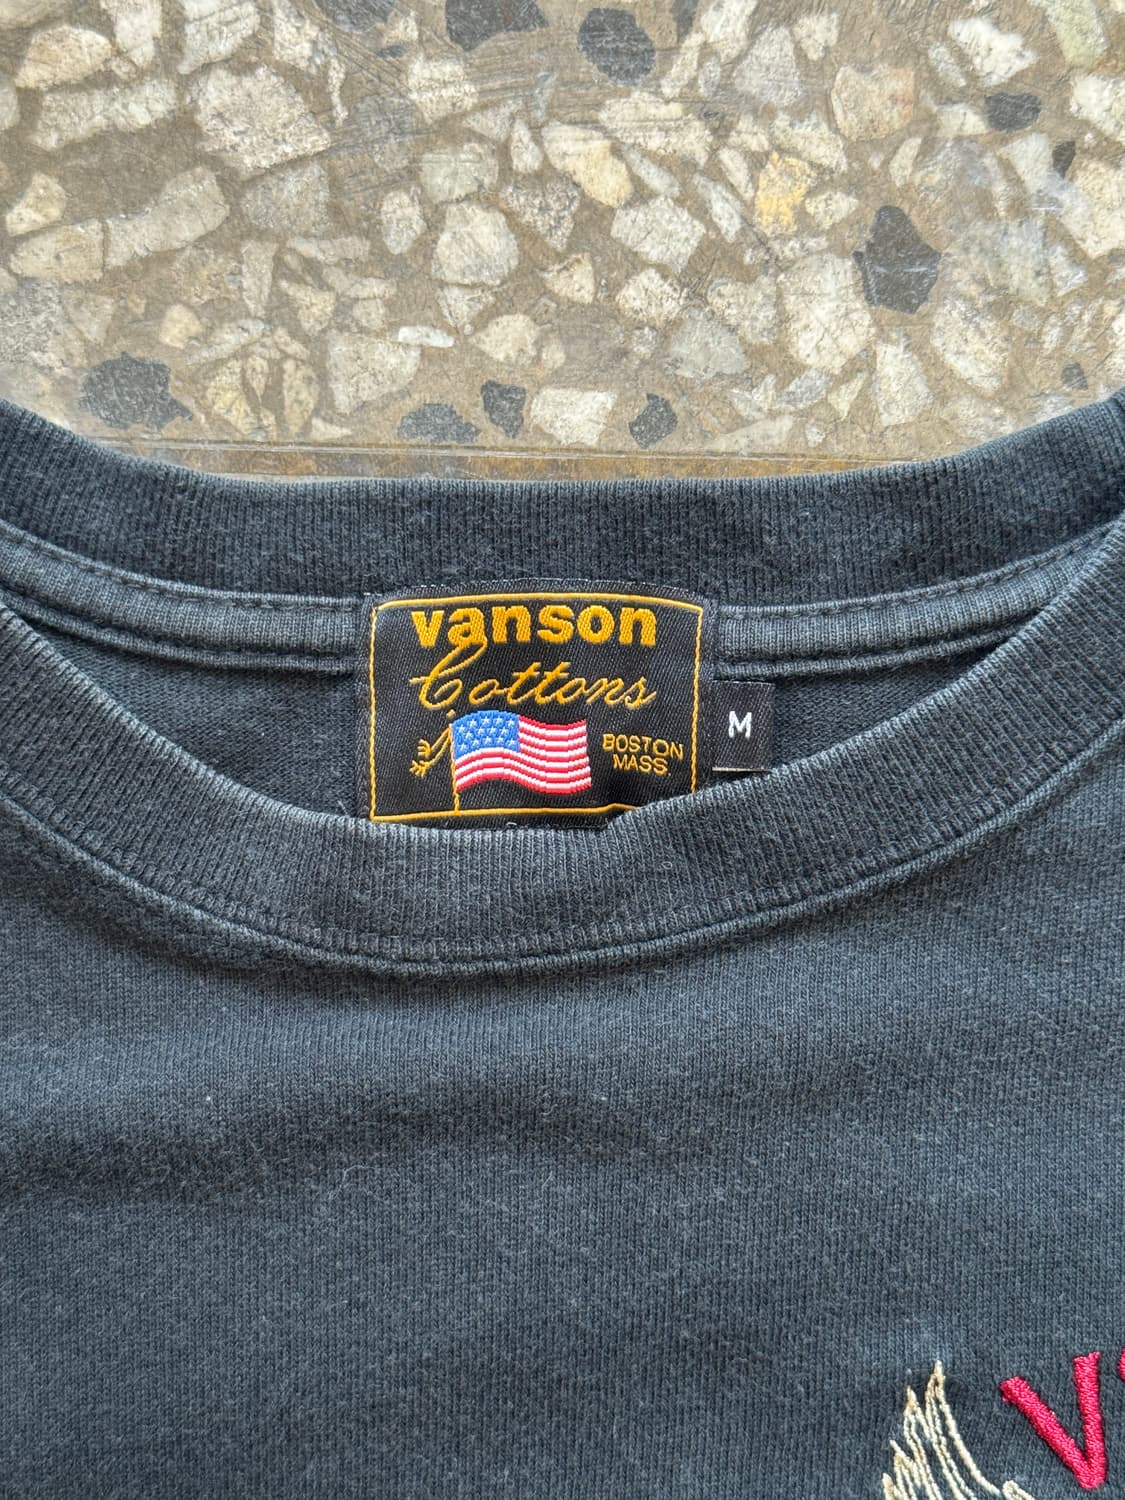 vanson
Cottons
BOSTON
MASS.
M
V